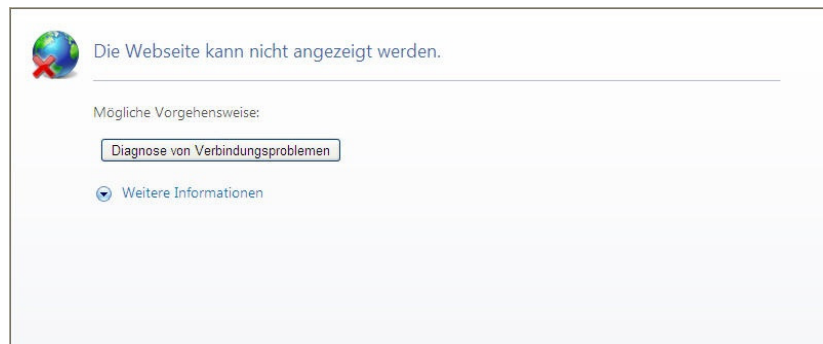 Die Webseite kann nicht angezeigt werden.
Mögliche Vorgehensweise:
Diagnose von Verbindungsproblemen
Weitere Informationen